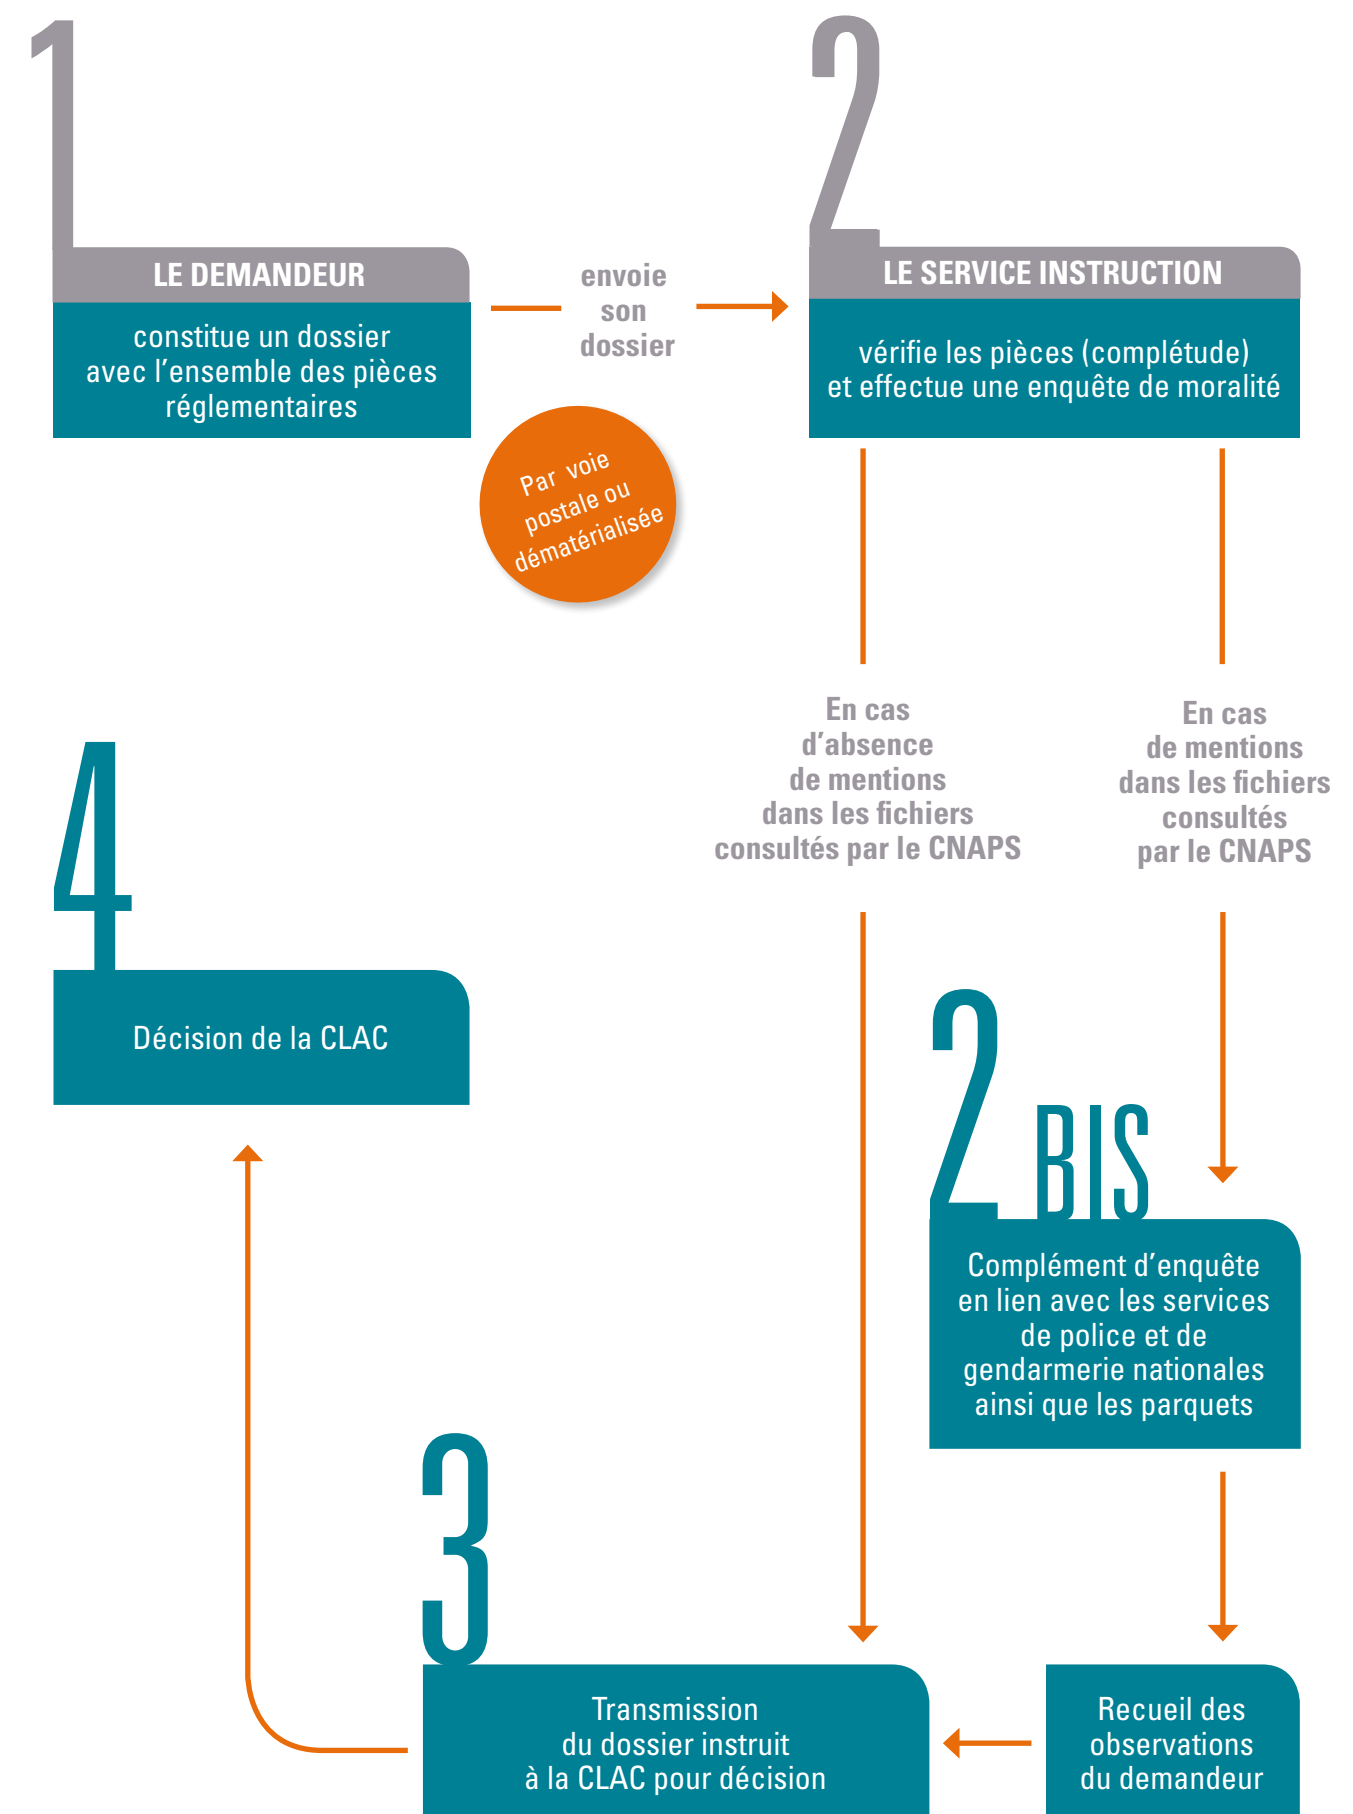 1
LE DEMANDEUR
constitue un dossier
avec l'ensemble des pièces
réglementaires
envoie
son
dossier
Par voie
postale ou
dématérialisée
2
LE SERVICE INSTRUCTION
vérifie les pièces (complétude)
et effectue une enquête de moralité
En cas
d'absence
de mentions
dans les fichiers
consultés par le CNAPS
En cas
de mentions
dans les fichiers
consultés
par le CNAPS
2 BIS
Complément d'enquête
en lien avec les services
de police et de
gendarmerie nationales
ainsi que les parquets
Recueil des
observations
du demandeur
3
Transmission
du dossier instruit
à la CLAC pour décision
4
Décision de la CLAC